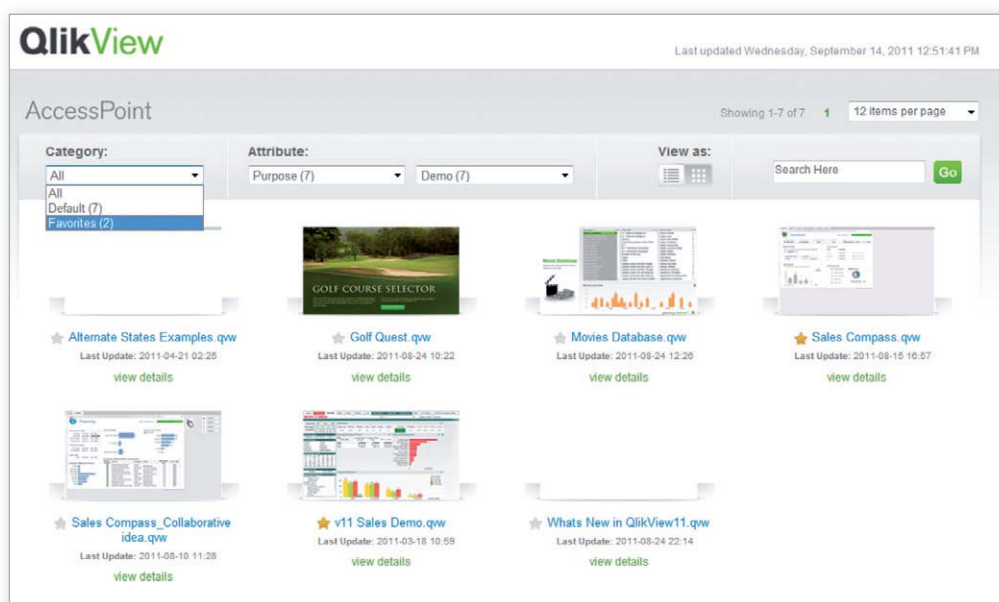 QlikView
Last updated Wednesday, September 14, 2011 12:51:41 PM
AccessPoint
Showing 1-7 of 7 1 12 items per page
Category: Attribute: View as:
All Purpose (7) Demo (7) Search Here Go
All
Default (7)
Favorites (2)
GOLF COURSE SELECTOR
Movie Database
Alternate States Examples.qvw Golf Quest.qvw Movies Database.qvw Sales Compass.qvw
Last Update: 2011-04-21 02:25 Last Update: 2011-08-24 10:22 Last Update: 2011-08-24 12:26 Last Update: 2011-08-15 16:57
view details view details view details view details
Sales Compass_Collaborative v11 Sales Demo.qvw Whats New in QlikView11.qvw
idea.qvw Last Update: 2011-03-18 10:59 Last Update: 2011-08-24 22:14
Last Update: 2011-08-10 11:28 view details view details
view details